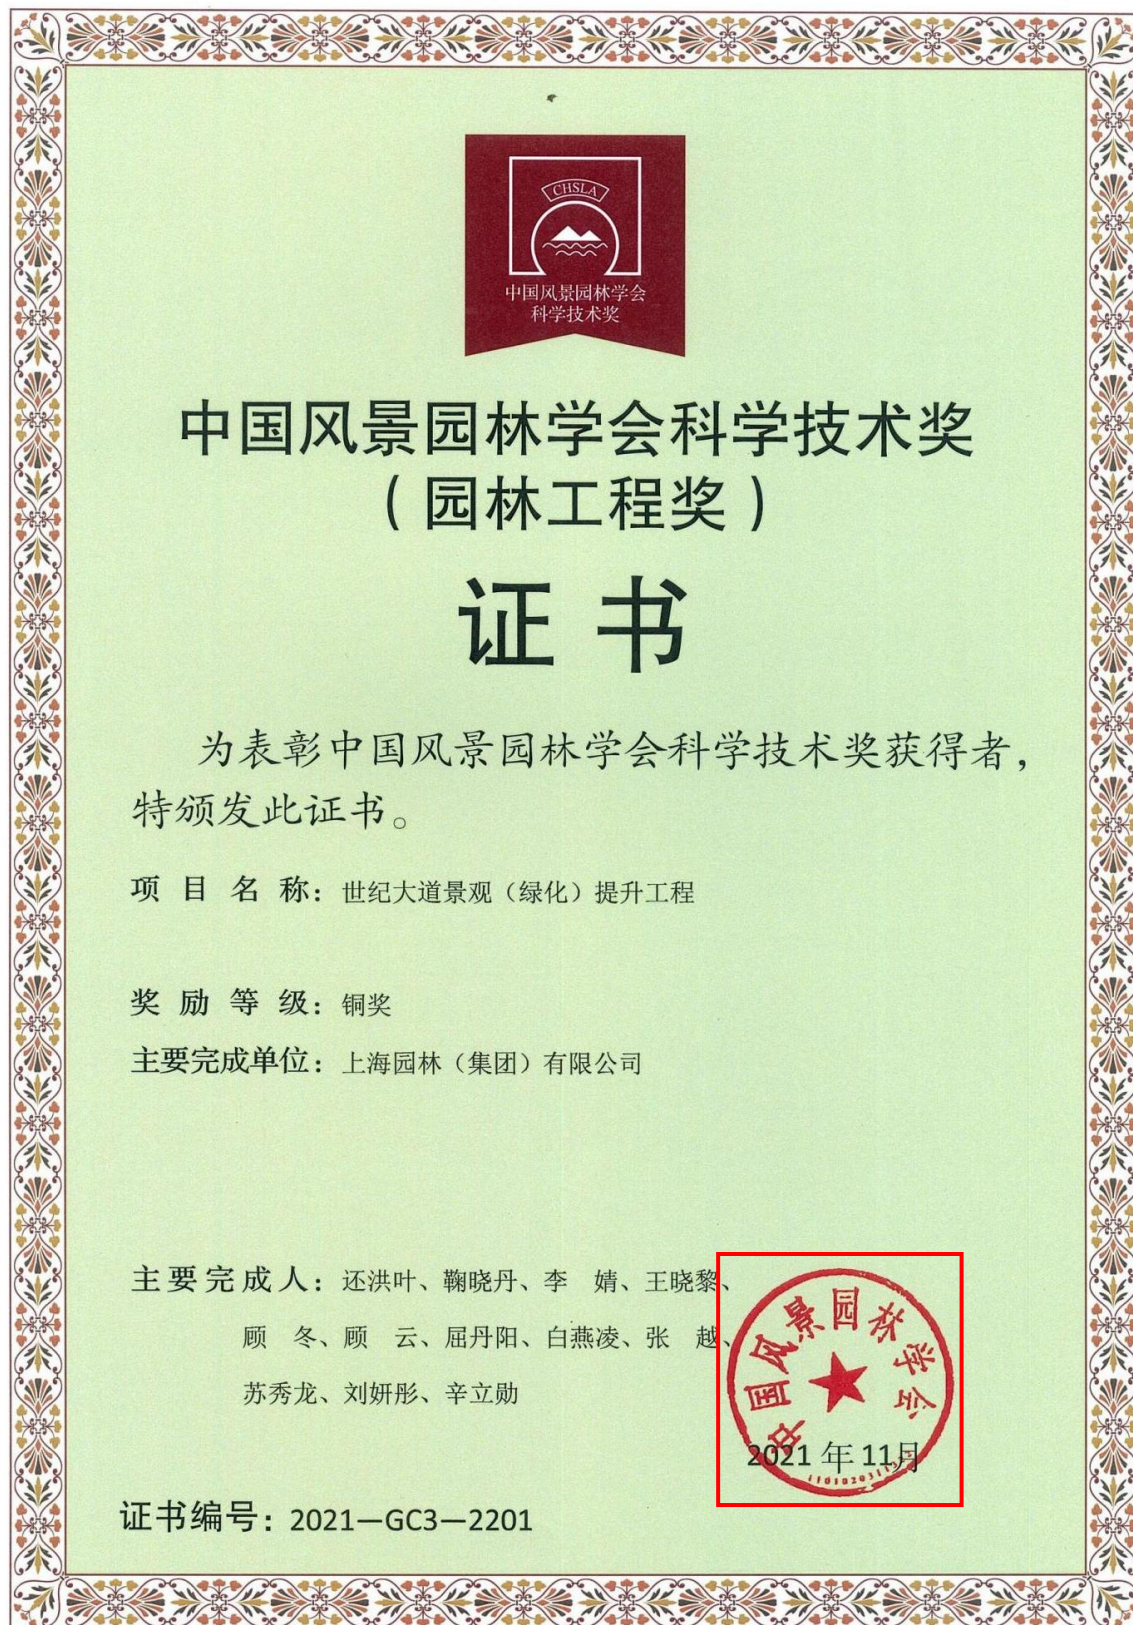 CHSLA
中国风景园林学会
科学技术奖
中国风景园林学会科学技术奖
（园林工程奖）
证书
为表彰中国风景园林学会科学技术奖获得者，
特颁发此证书。
项目名称：世纪大道景观（绿化）提升工程
奖励等级：铜奖
主要完成单位：上海园林（集团）有限公司
主要完成人：还洪叶、鞠晓丹、李 婧、王晓黎、
顾 冬、顾 云、屈丹阳、白燕凌、张 越、
苏秀龙、刘妍彤、辛立勋
中国风景园林学会
2021 年 11月
证书编号：2021—GC3—2201